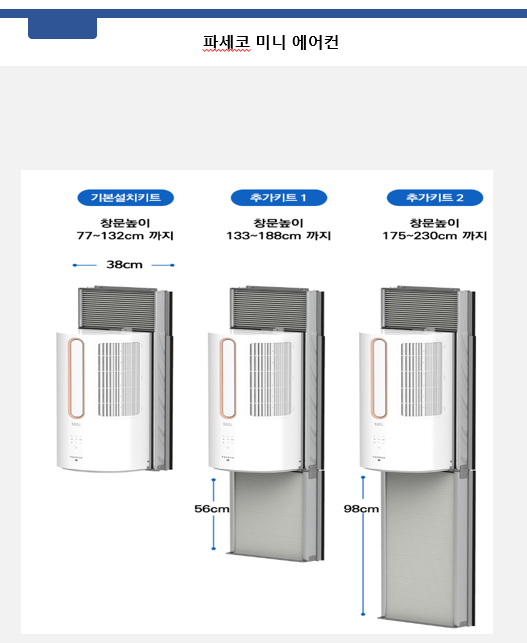 파세코 미니 에어컨
기본설치키트
추가키트 1
추가키트 2
창문높이
77~132cm 까지
창문높이
133~188cm 까지
창문높이
175~230cm 까지
38cm
56cm
98cm